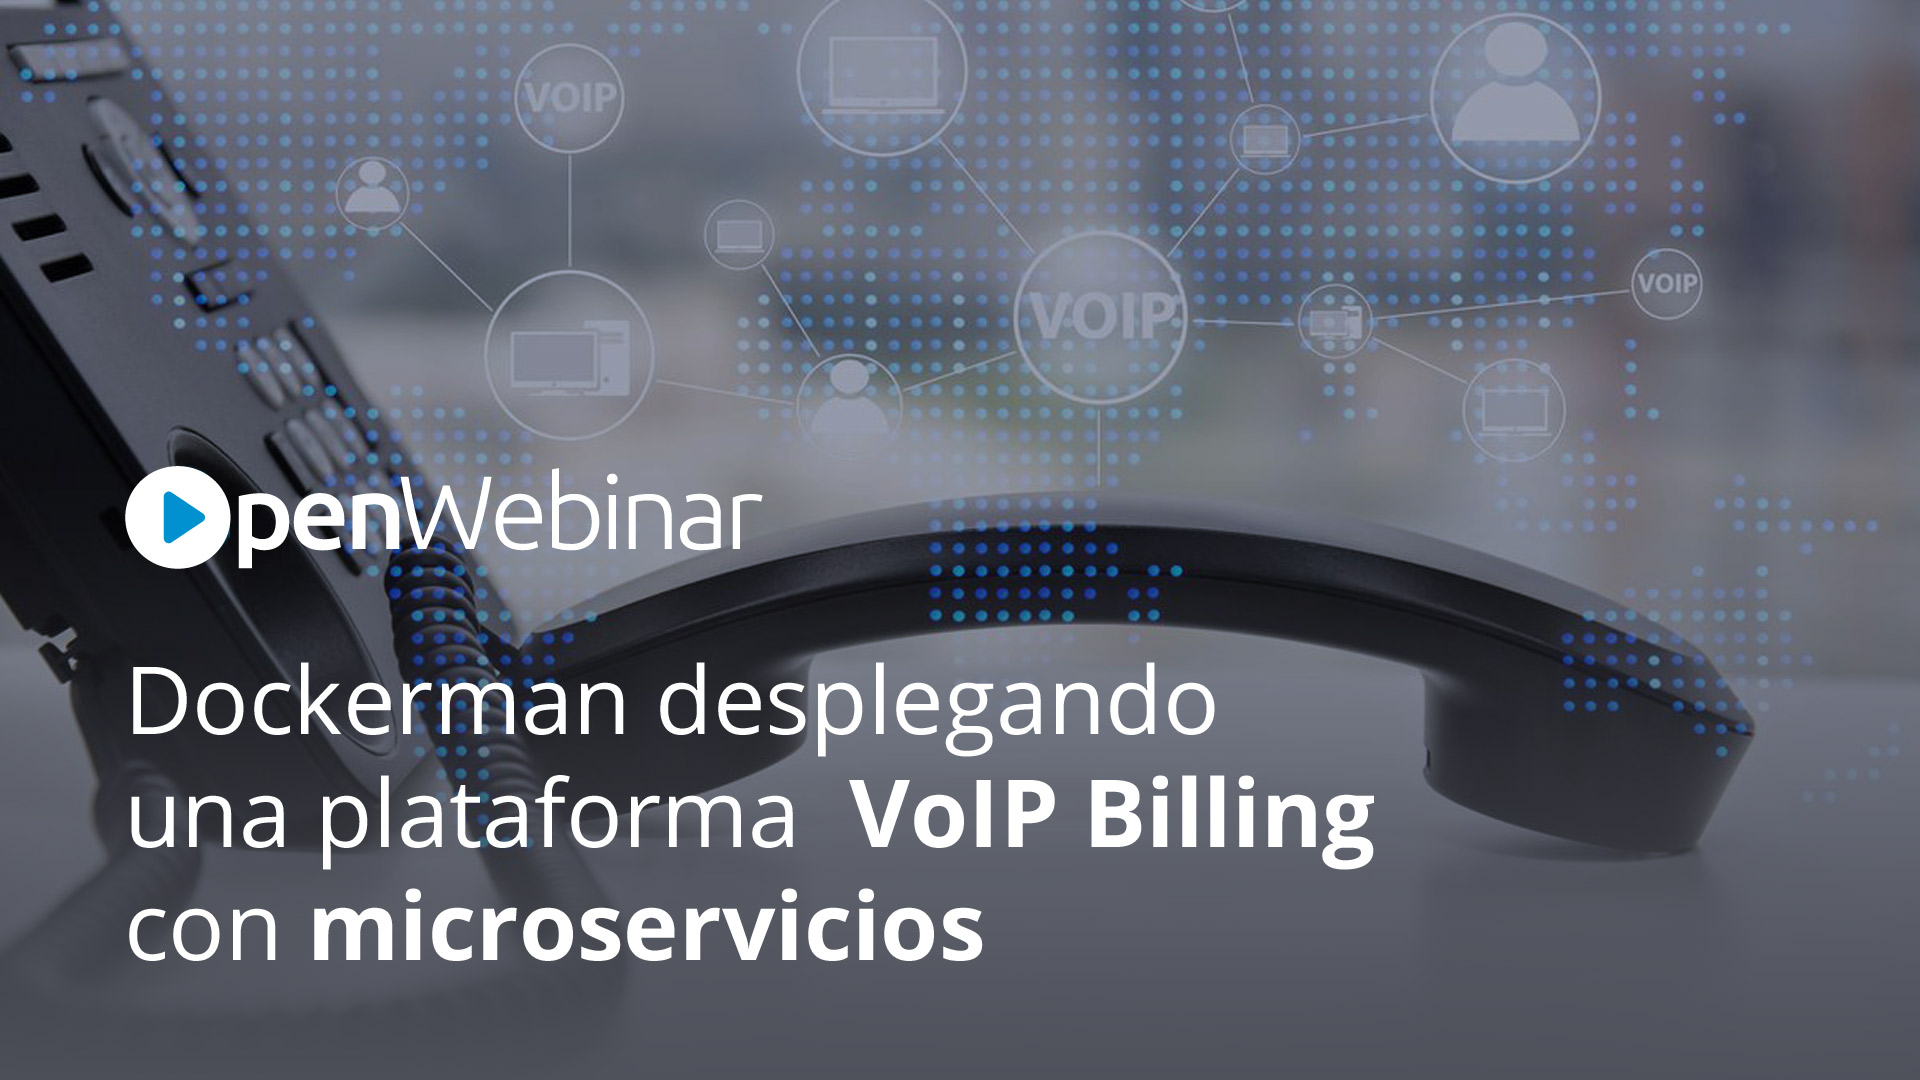 VOIP
VOIP
VOIP
OpenWebinar
Dockerman desplegando
una plataforma VoIP Billing
con microservicios